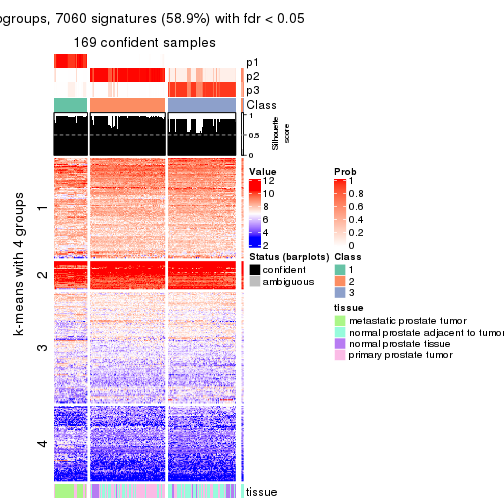 ogroups, 7060 signatures (58.9%) with fdr < 0.05
169 confident samples
p1
p2
p3
Class
1
0.5
0
Silhouette
score
k-means with 4 groups
1
2
3
4
tissue
Value
12
10
8
6
4
2
Prob
1
0.8
0.6
0.4
0.2
0
Status (barplots)
confident
ambiguous
Class
1
2
3
tissue
metastatic prostate tumor
normal prostate adjacent to tumor
normal prostate tissue
primary prostate tumor